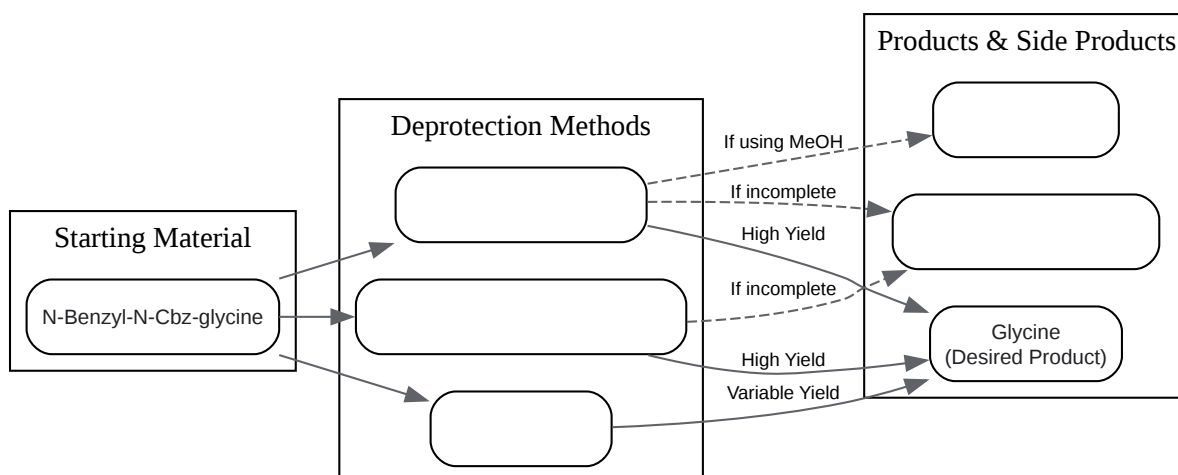 Products & Side Products
Deprotection Methods
If using MeOH
If incomplete
Starting Material
High Yield
N-Benzyl-N-Cbz-glycine
If incomplete
Glycine
(Desired Product)
High Yield
Variable Yield